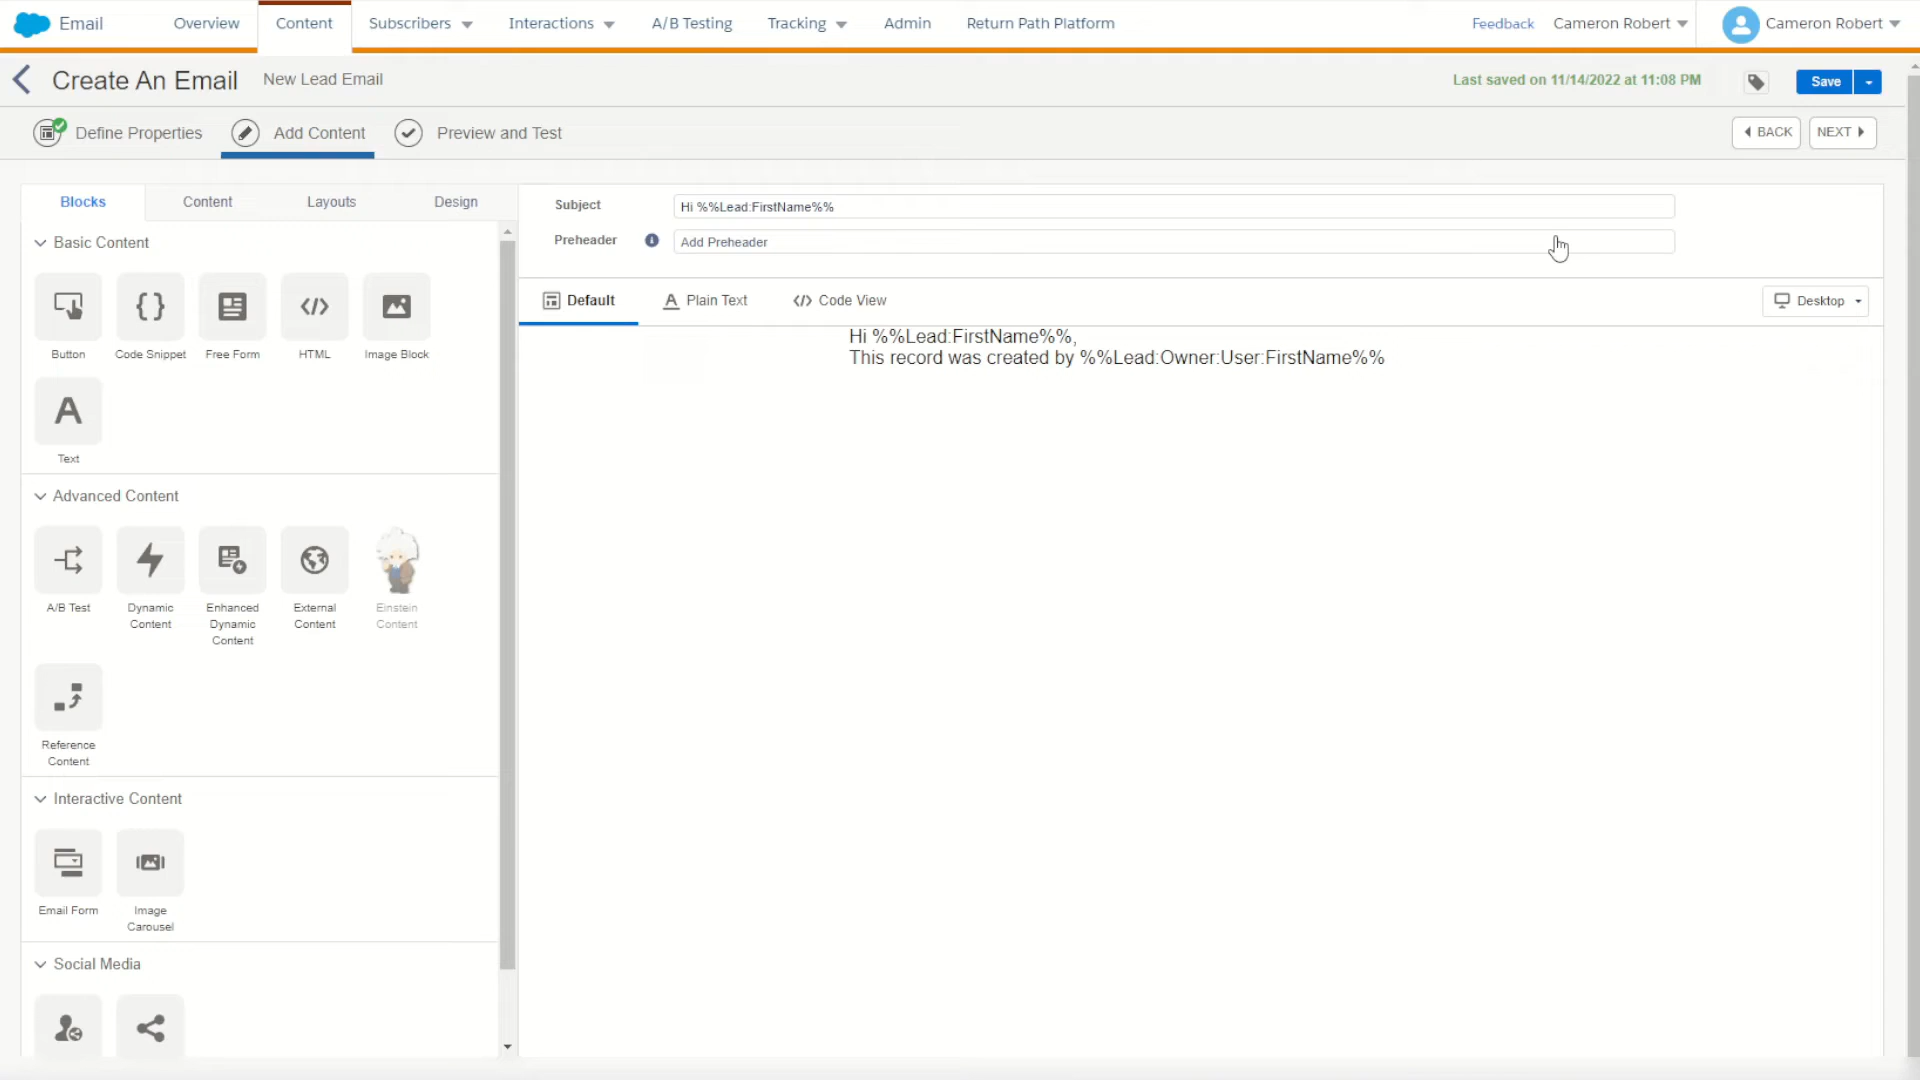 Email
Overview
Content
Subscribers
Interactions
A/B Testing
Tracking
Admin
Return Path Platform
Feedback
Cameron Robert
Cameron Robert
Create An Email
New Lead Email
Last saved on 11/14/2022 at 11:08 PM
Save
Define Properties
Add Content
Preview and Test
BACK
NEXT
Blocks
Content
Layouts
Design
Basic Content
Button
Code Snippet
Free Form
HTML
Image Block
A
Text
Advanced Content
A/B Test
Dynamic
Content
Enhanced
Dynamic
Content
External
Content
Einstein
Content
Reference
Content
Interactive Content
Email Form
Image
Carousel
Social Media
Subject
Hi %%Lead:FirstName%%
Preheader
Add Preheader
Default
A Plain Text
Code View
Desktop
Hi %%Lead:FirstName%%,
This record was created by %%Lead:Owner:User:FirstName%%